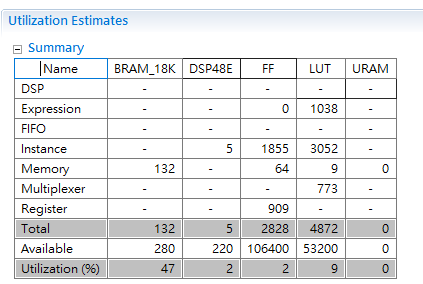 Utilization Estimates
Summary
Name BRAM_18K DSP48E FF LUT URAM
DSP - - - - -
Expression - - 0 1038 -
FIFO - - - - -
Instance - 5 1855 3052 -
Memory 132 - 64 9 0
Multiplexer - - - 773 -
Register - - 909 - -
Total 132 5 2828 4872 0
Available 280 220 106400 53200 0
Utilization (%) 47 2 2 9 0